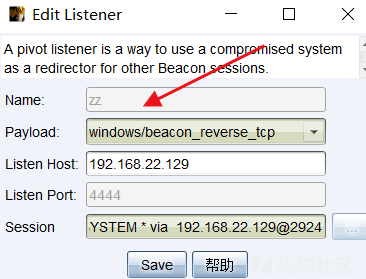 Edit Listener
A pivot listener is a way to use a compromised system
as a redirector for other Beacon sessions.
Name: zz
Payload: windows/beacon_reverse_tcp
Listen Host: 192.168.22.129
Listen Port: 4444
Session YSTEM * via 192.168.22.129@2924 ...
Save 帮助